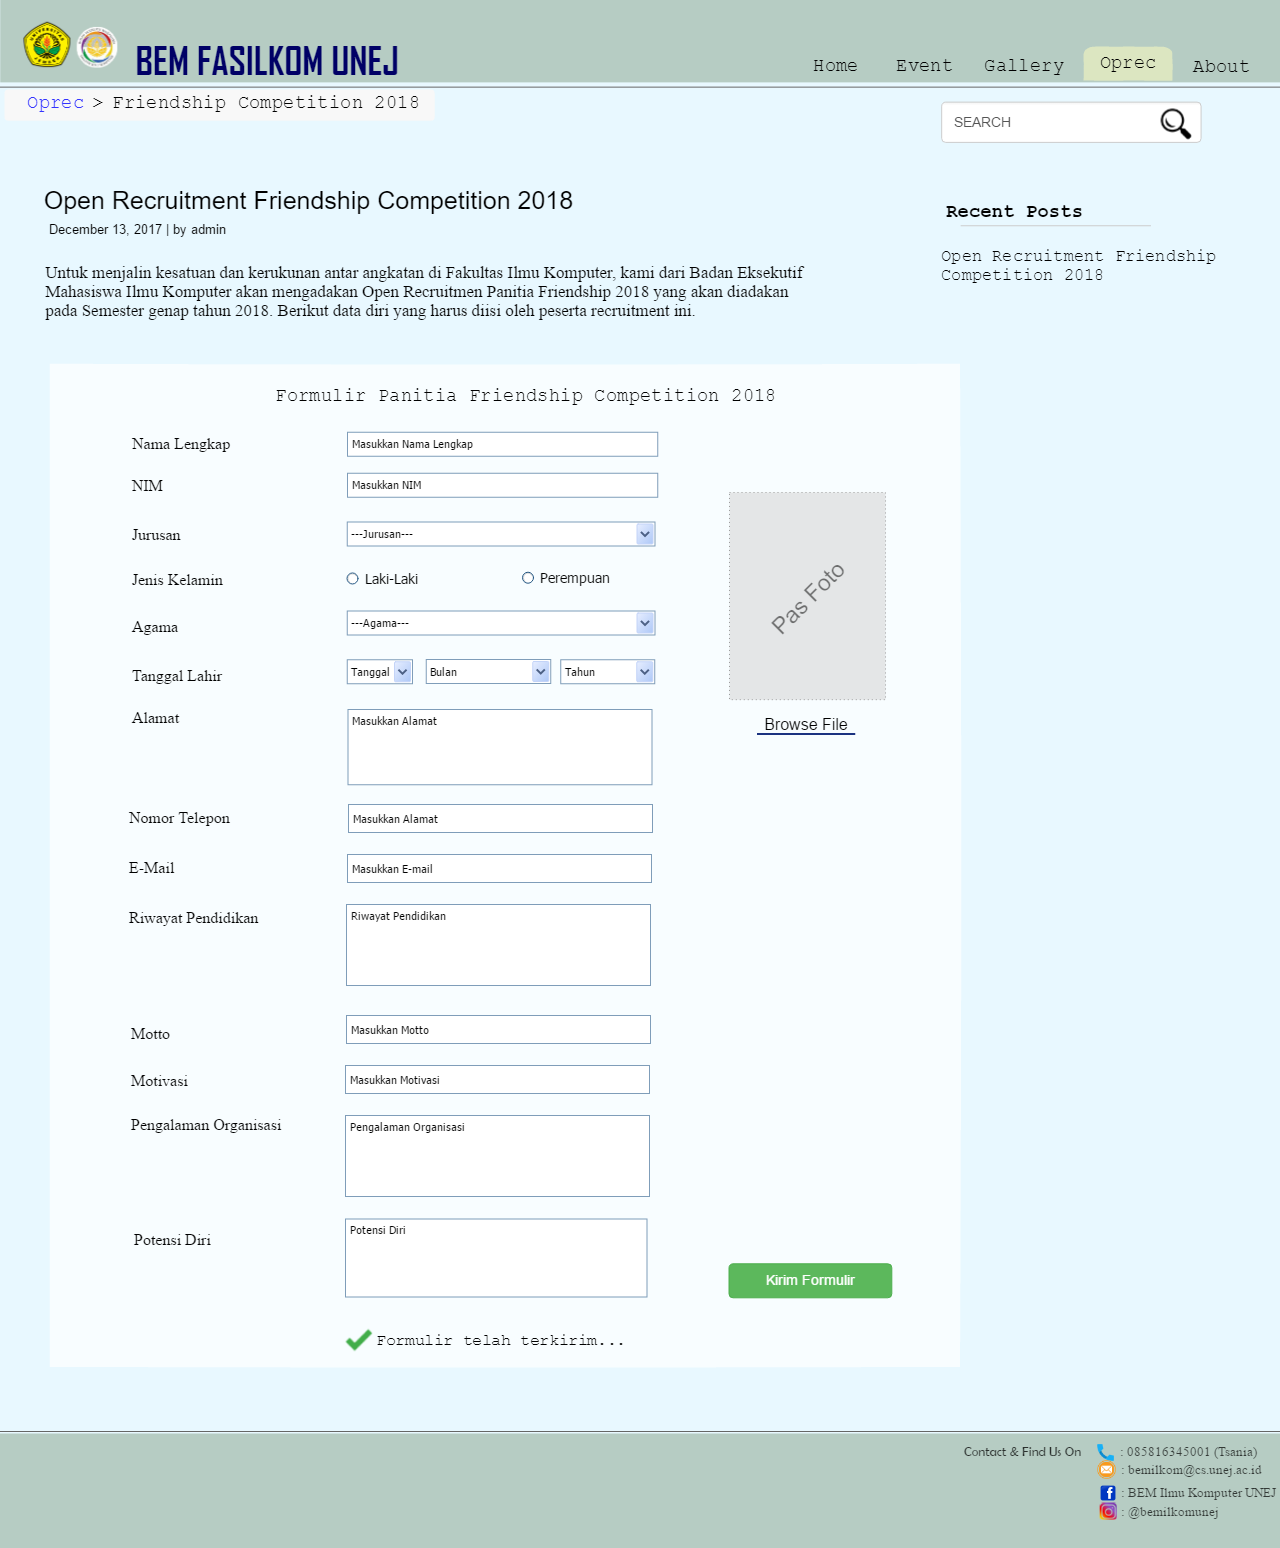 BEM FASILKOM UNEJ
Home
Event
Gallery
Oprec
About
Oprec > Friendship Competition 2018
SEARCH
Open Recruitment Friendship Competition 2018
December 13, 2017 | by admin
Untuk menjalin kesatuan dan kerukunan antar angkatan di Fakultas Ilmu Komputer, kami dari Badan Eksekutif
Mahasiswa Ilmu Komputer akan mengadakan Open Recruitmen Panitia Friendship 2018 yang akan diadakan
pada Semester genap tahun 2018. Berikut data diri yang harus diisi oleh peserta recruitment ini.
Recent Posts
Open Recruitment Friendship
Competition 2018
Formulir Panitia Friendship Competition 2018
Nama Lengkap
Masukkan Nama Lengkap
NIM
Masukkan NIM
Jurusan
---Jurusan---
Jenis Kelamin
Laki-Laki
Perempuan
Agama
---Agama---
Tanggal Lahir
Tanggal
Bulan
Tahun
Alamat
Masukkan Alamat
Pas Foto
Browse File
Nomor Telepon
Masukkan Alamat
E-Mail
Masukkan E-mail
Riwayat Pendidikan
Riwayat Pendidikan
Motto
Masukkan Motto
Motivasi
Masukkan Motivasi
Pengalaman Organisasi
Pengalaman Organisasi
Potensi Diri
Potensi Diri
Kirim Formulir
Formulir telah terkirim...
Contact & Find Us On
: 085816345001 (Tsania)
: bemilkom@cs.unej.ac.id
: BEM Ilmu Komputer UNEJ
: @bemilkomunej